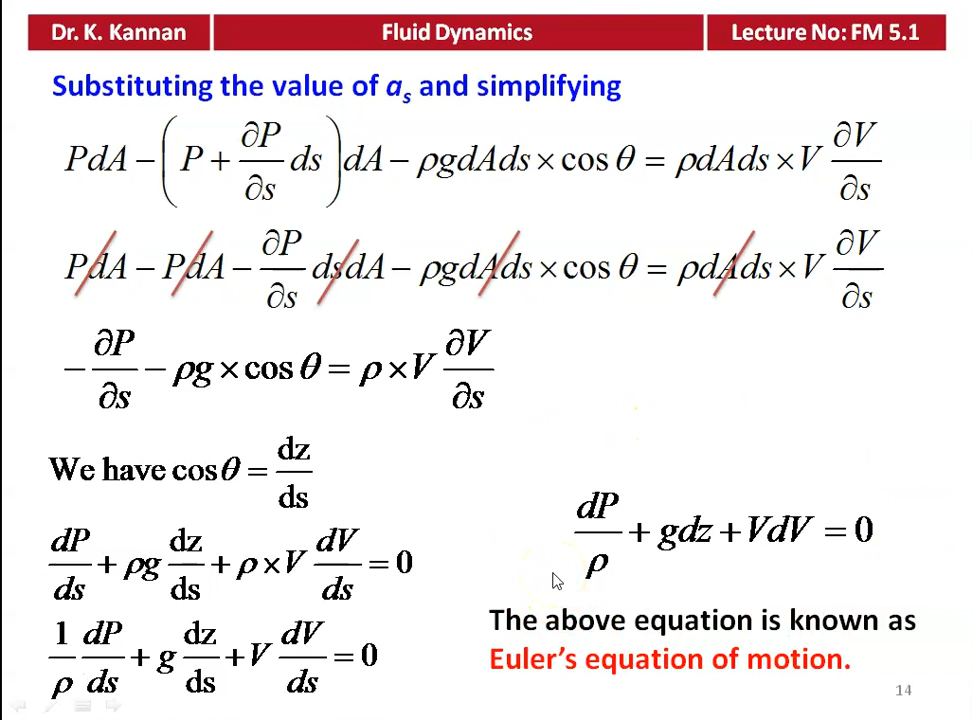 Dr. K. Kannan
Fluid Dynamics
Lecture No: FM 5.1
Substituting the value of aₛ and simplifying
PdA − (P + ∂P/∂s ds) dA − ρgdAds × cos θ = ρdAds × V ∂V/∂s
PdA − PdA − ∂P/∂s dsdA − ρgdAds × cos θ = ρdAds × V ∂V/∂s
− ∂P/∂s − ρg × cos θ = ρ × V ∂V/∂s
We have cos θ = dz/ds
dP/ds + ρg dz/ds + ρ × V dV/ds = 0
1/ρ dP/ds + g dz/ds + V dV/ds = 0
dP/ρ + gdz + VdV = 0
The above equation is known as
Euler's equation of motion.
14